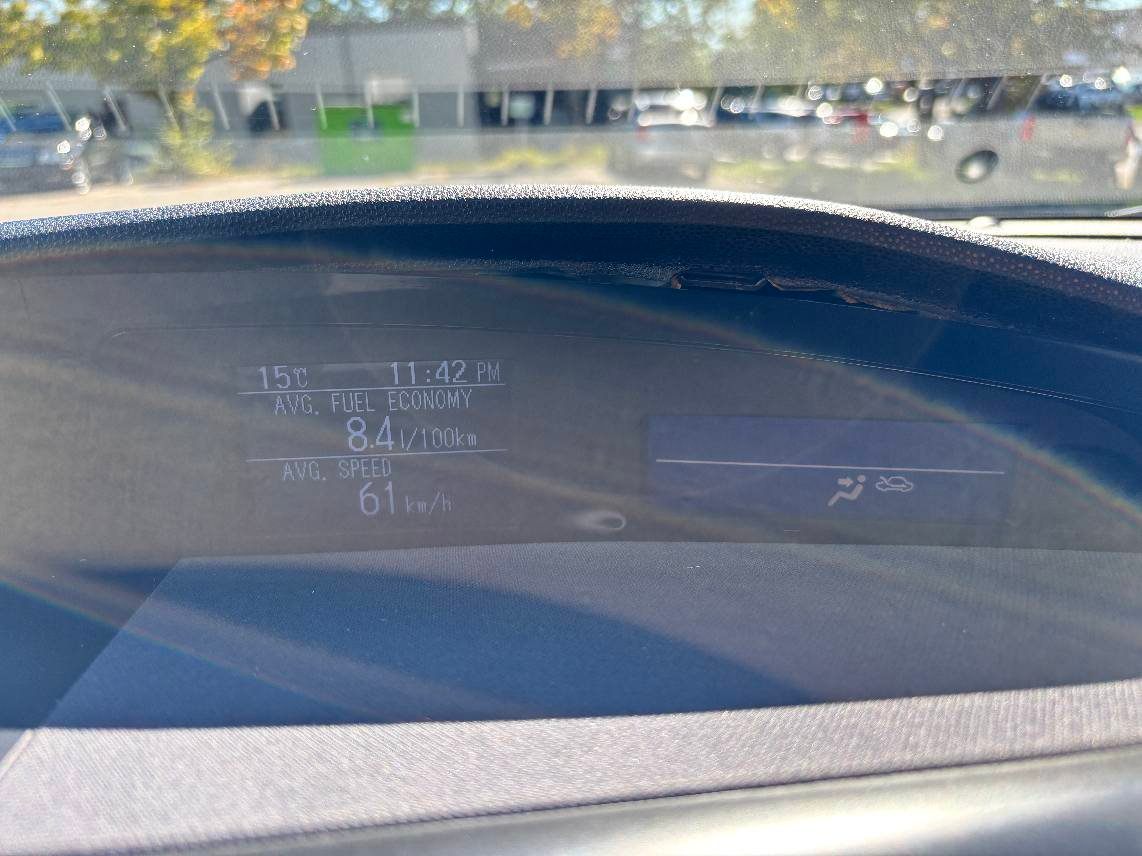 15℃ 11:42 PM
AVG. FUEL ECONOMY
8.4 l/100km
AVG. SPEED
61 km/h